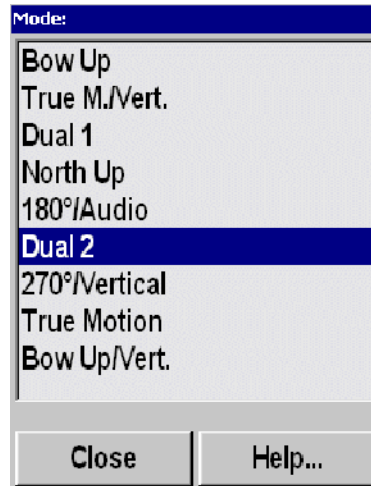 Mode:
Bow Up
True M./Vert.
Dual 1
North Up
180°/Audio
Dual 2
270°/Vertical
True Motion
Bow Up/Vert.
Close
Help...